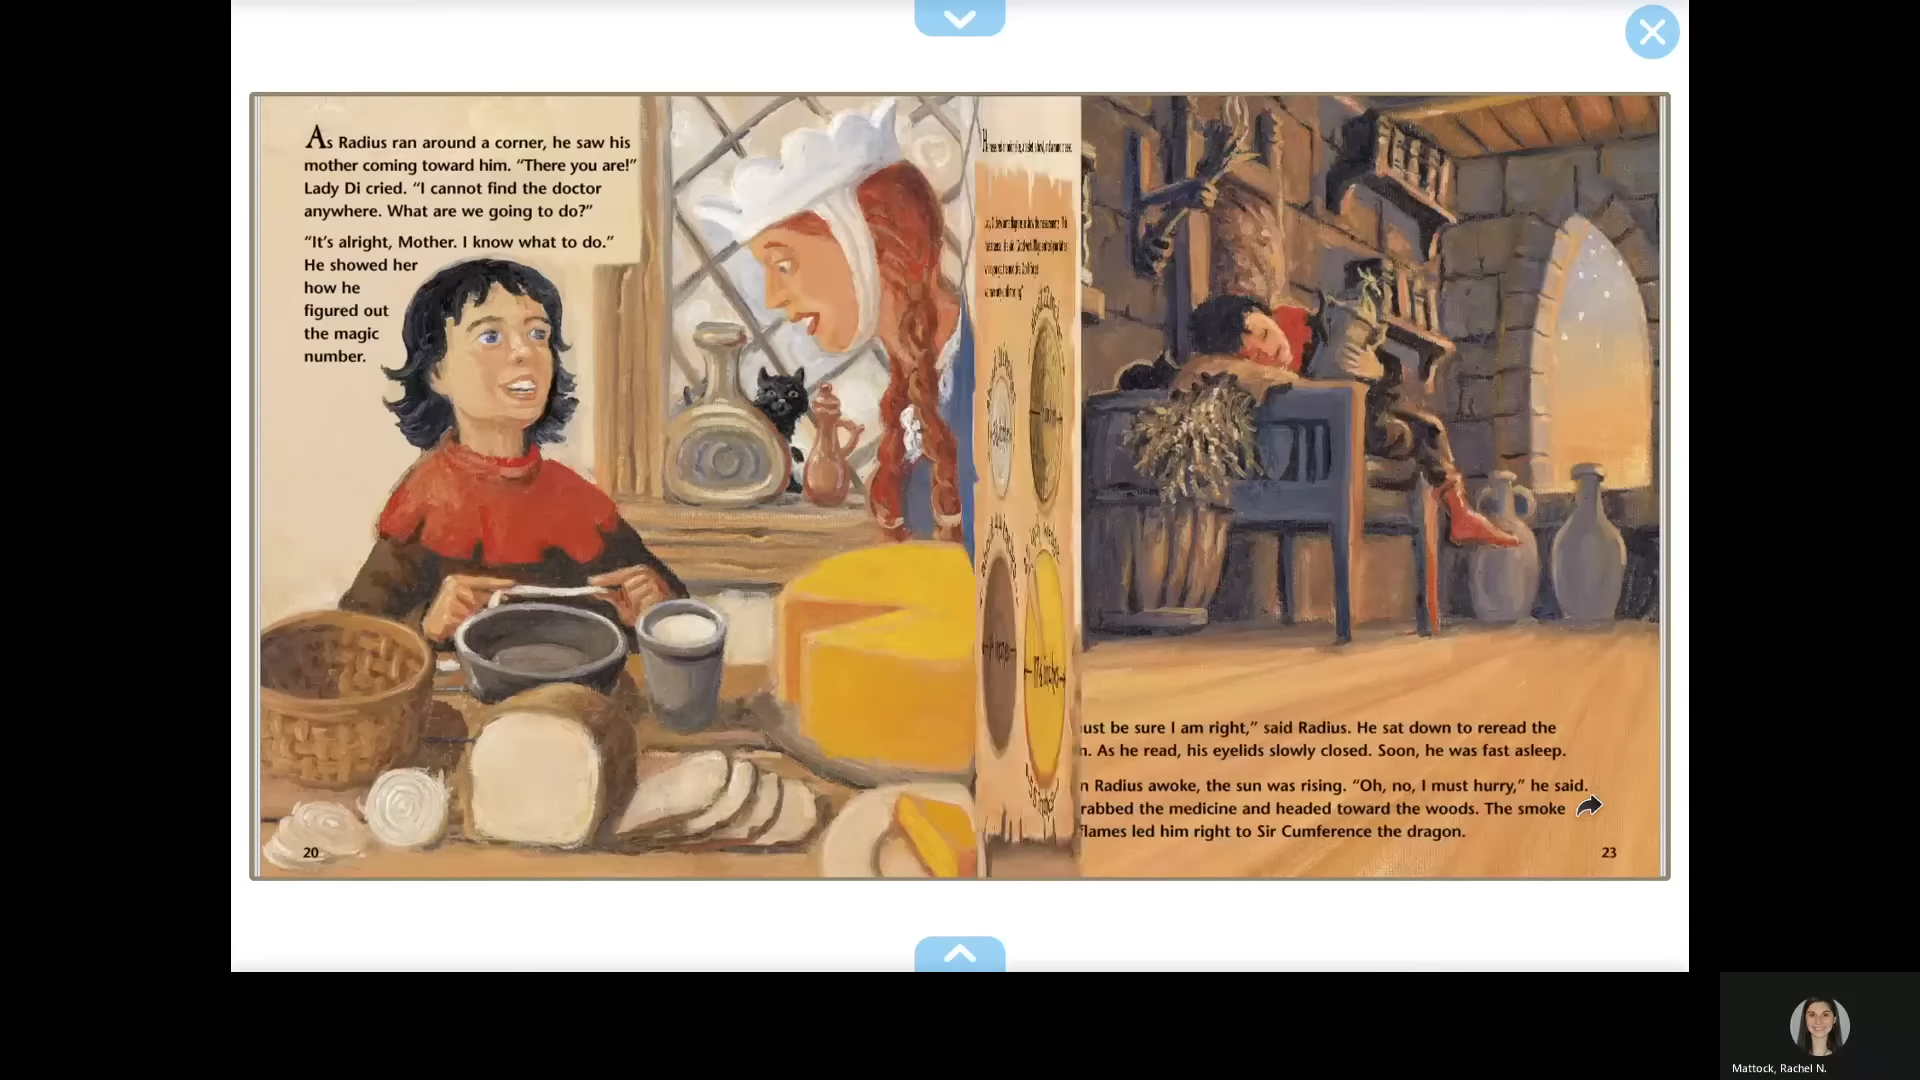 As Radius ran around a corner, he saw his
mother coming toward him. “There you are!”
Lady Di cried. “I cannot find the doctor
anywhere. What are we going to do?”
“It’s alright, Mother. I know what to do.”
He showed her
how he
figured out
the magic
number.
20
ust be sure I am right,” said Radius. He sat down to reread the
n. As he read, his eyelids slowly closed. Soon, he was fast asleep.
n Radius awoke, the sun was rising. “Oh, no, I must hurry,” he said.
rabbed the medicine and headed toward the woods. The smoke
flames led him right to Sir Cumference the dragon.
23
Mattock, Rachel N.